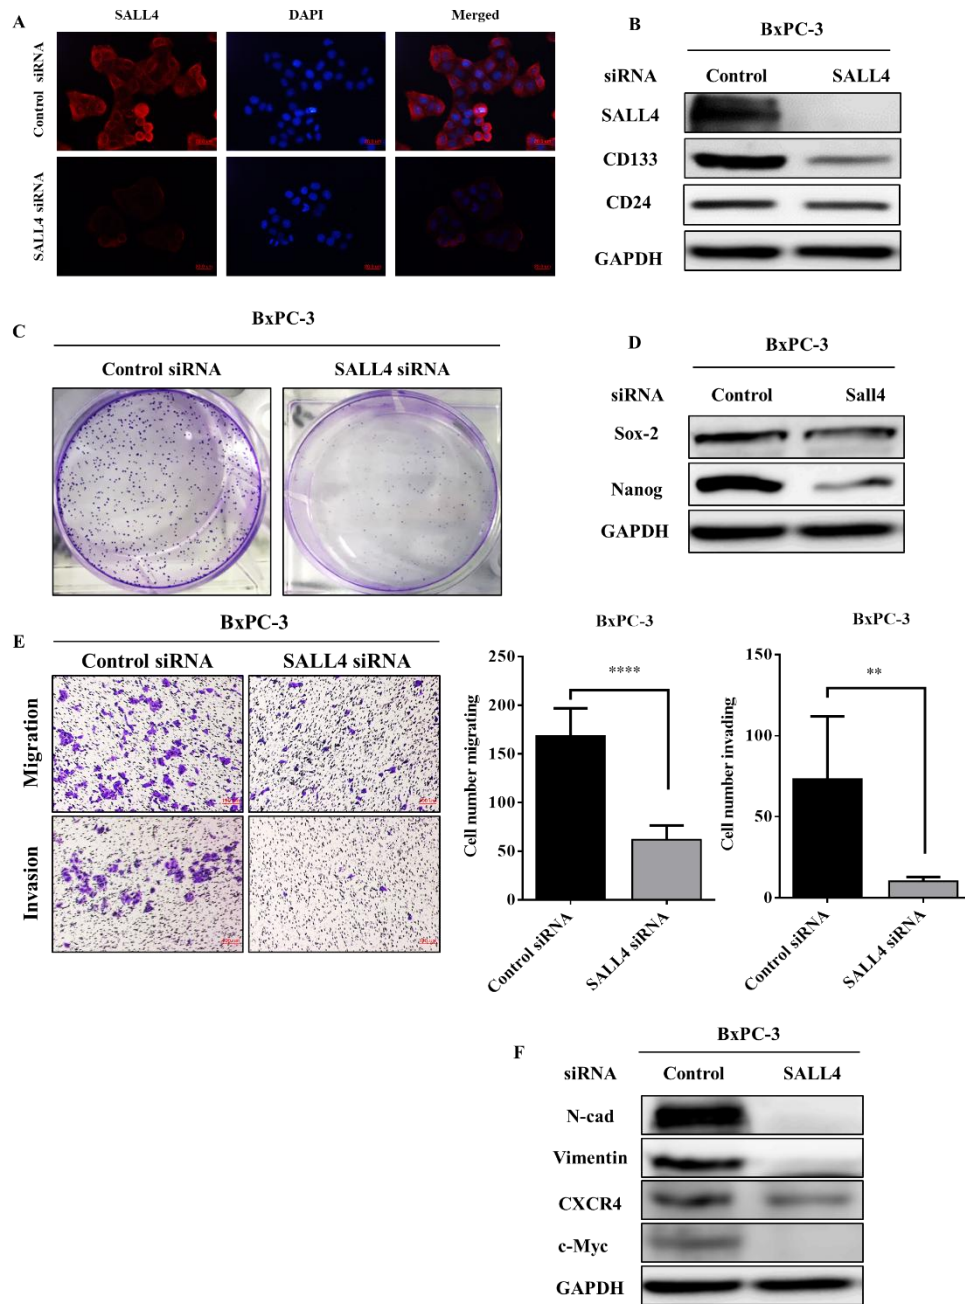 A
SALL4 DAPI Merged
Control siRNA
SALL4 siRNA
B
BxPC-3
siRNA Control SALL4
SALL4
CD133
CD24
GAPDH
C
BxPC-3
Control siRNA SALL4 siRNA
D
BxPC-3
siRNA Control Sall4
Sox-2
Nanog
GAPDH
E
BxPC-3
Control siRNA SALL4 siRNA
Migration
Invasion
BxPC-3
Cell number migrating
250
200
150
100
50
0
****
Control siRNA
SALL4 siRNA
BxPC-3
Cell number invading
150
100
50
0
**
Control siRNA
SALL4 siRNA
F
BxPC-3
siRNA Control SALL4
N-cad
Vimentin
CXCR4
c-Myc
GAPDH